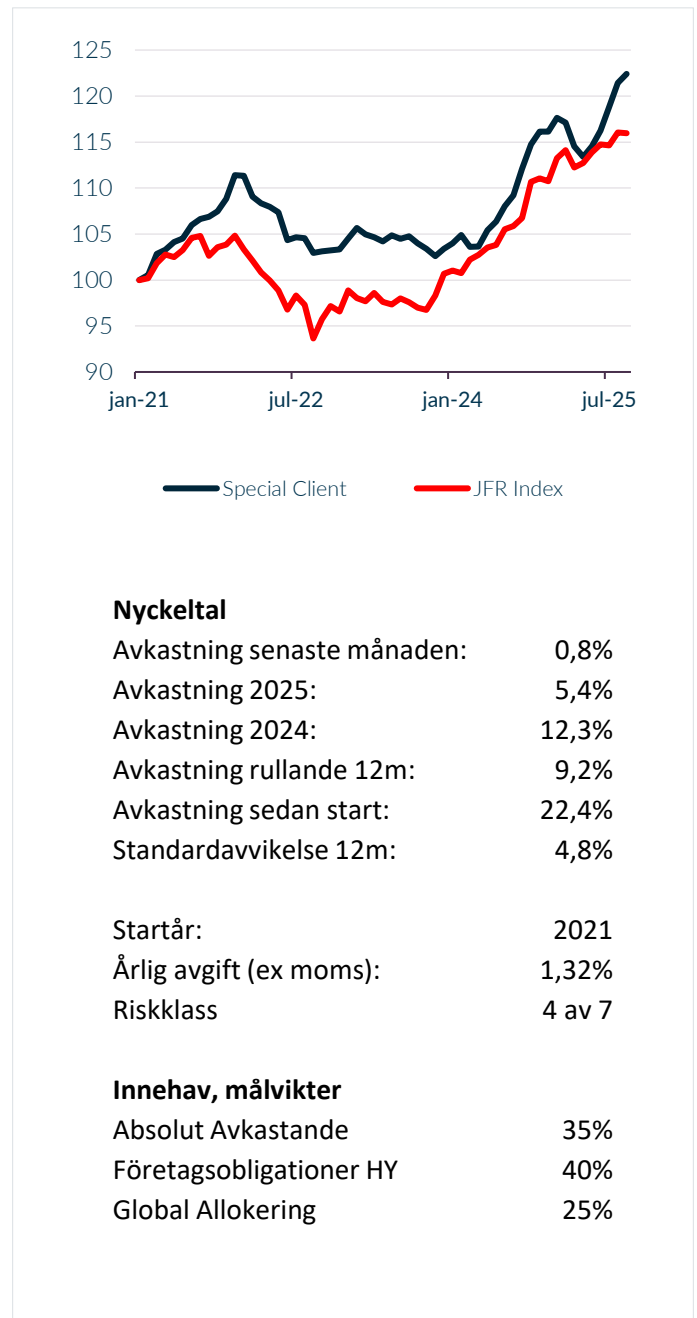 125
120
115
110
105
100
95
90
jan-21 jul-22 jan-24 jul-25
Special Client JFR Index
Nyckeltal
Avkastning senaste månaden: 0,8%
Avkastning 2025: 5,4%
Avkastning 2024: 12,3%
Avkastning rullande 12m: 9,2%
Avkastning sedan start: 22,4%
Standardavvikelse 12m: 4,8%
Startår: 2021
Årlig avgift (ex moms): 1,32%
Riskklass 4 av 7
Innehav, målvikter
Absolut Avkastande 35%
Företagsobligationer HY 40%
Global Allokering 25%